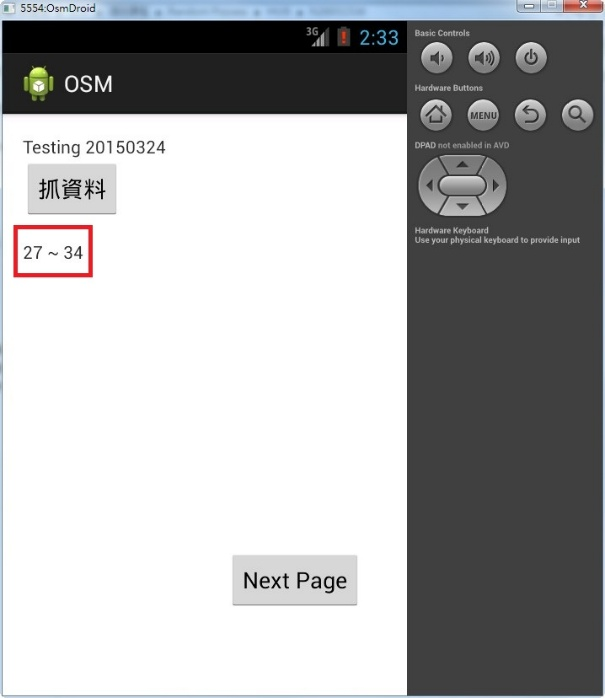 5554:OsmDroid
3G
2:33
OSM
Testing 20150324
抓資料
27 ~ 34
Next Page
Basic Controls
Hardware Buttons
MENU
DPAD not enabled in AVD
Hardware Keyboard
Use your physical keyboard to provide input